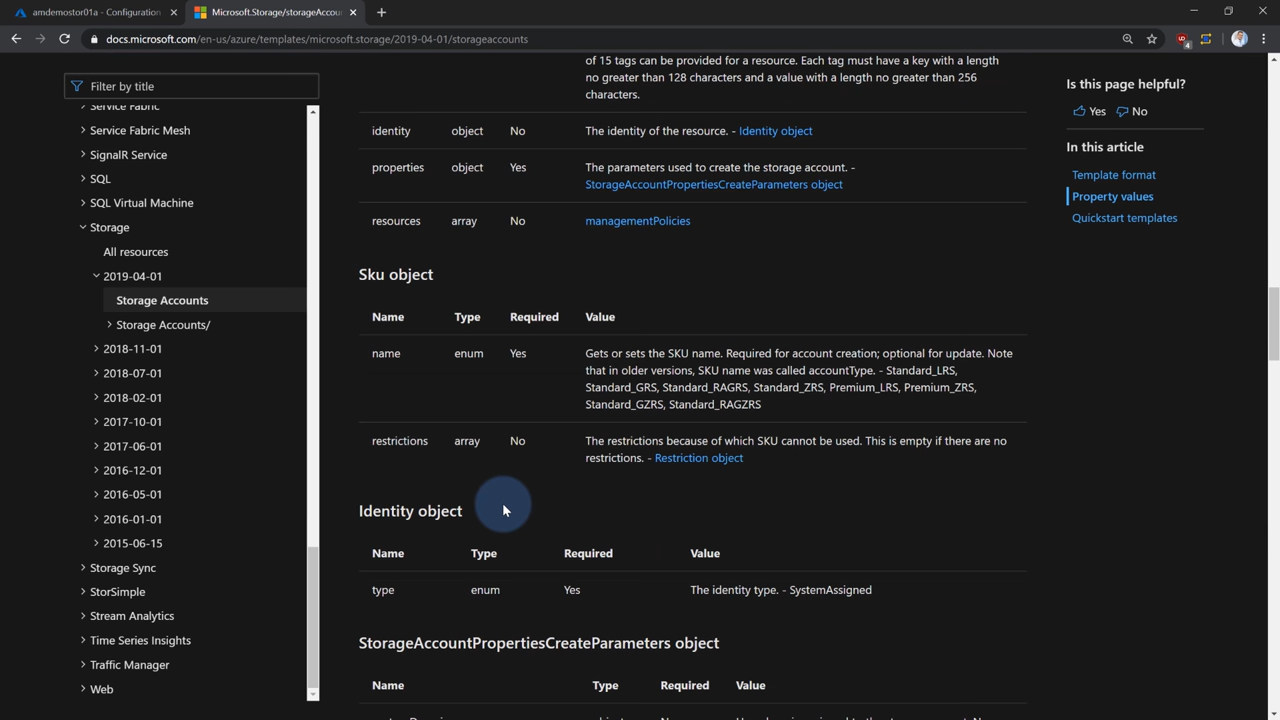 amdemostor01a - Configuration
Microsoft.Storage/storageAccou
docs.microsoft.com/en-us/azure/templates/microsoft.storage/2019-04-01/storageaccounts
4
Filter by title
Service Fabric
Service Fabric Mesh
SignalR Service
SQL
SQL Virtual Machine
Storage
All resources
2019-04-01
Storage Accounts
Storage Accounts/
2018-11-01
2018-07-01
2018-02-01
2017-10-01
2017-06-01
2016-12-01
2016-05-01
2016-01-01
2015-06-15
Storage Sync
StorSimple
Stream Analytics
Time Series Insights
Traffic Manager
Web
of 15 tags can be provided for a resource. Each tag must have a key with a length
no greater than 128 characters and a value with a length no greater than 256
characters.
identity object No The identity of the resource. - Identity object
properties object Yes The parameters used to create the storage account. -
StorageAccountPropertiesCreateParameters object
resources array No managementPolicies
Sku object
Name Type Required Value
name enum Yes Gets or sets the SKU name. Required for account creation; optional for update. Note
that in older versions, SKU name was called accountType. - Standard_LRS,
Standard_GRS, Standard_RAGRS, Standard_ZRS, Premium_LRS, Premium_ZRS,
Standard_GZRS, Standard_RAGZRS
restrictions array No The restrictions because of which SKU cannot be used. This is empty if there are no
restrictions. - Restriction object
Identity object
Name Type Required Value
type enum Yes The identity type. - SystemAssigned
StorageAccountPropertiesCreateParameters object
Name Type Required Value
Is this page helpful?
Yes No
In this article
Template format
Property values
Quickstart templates